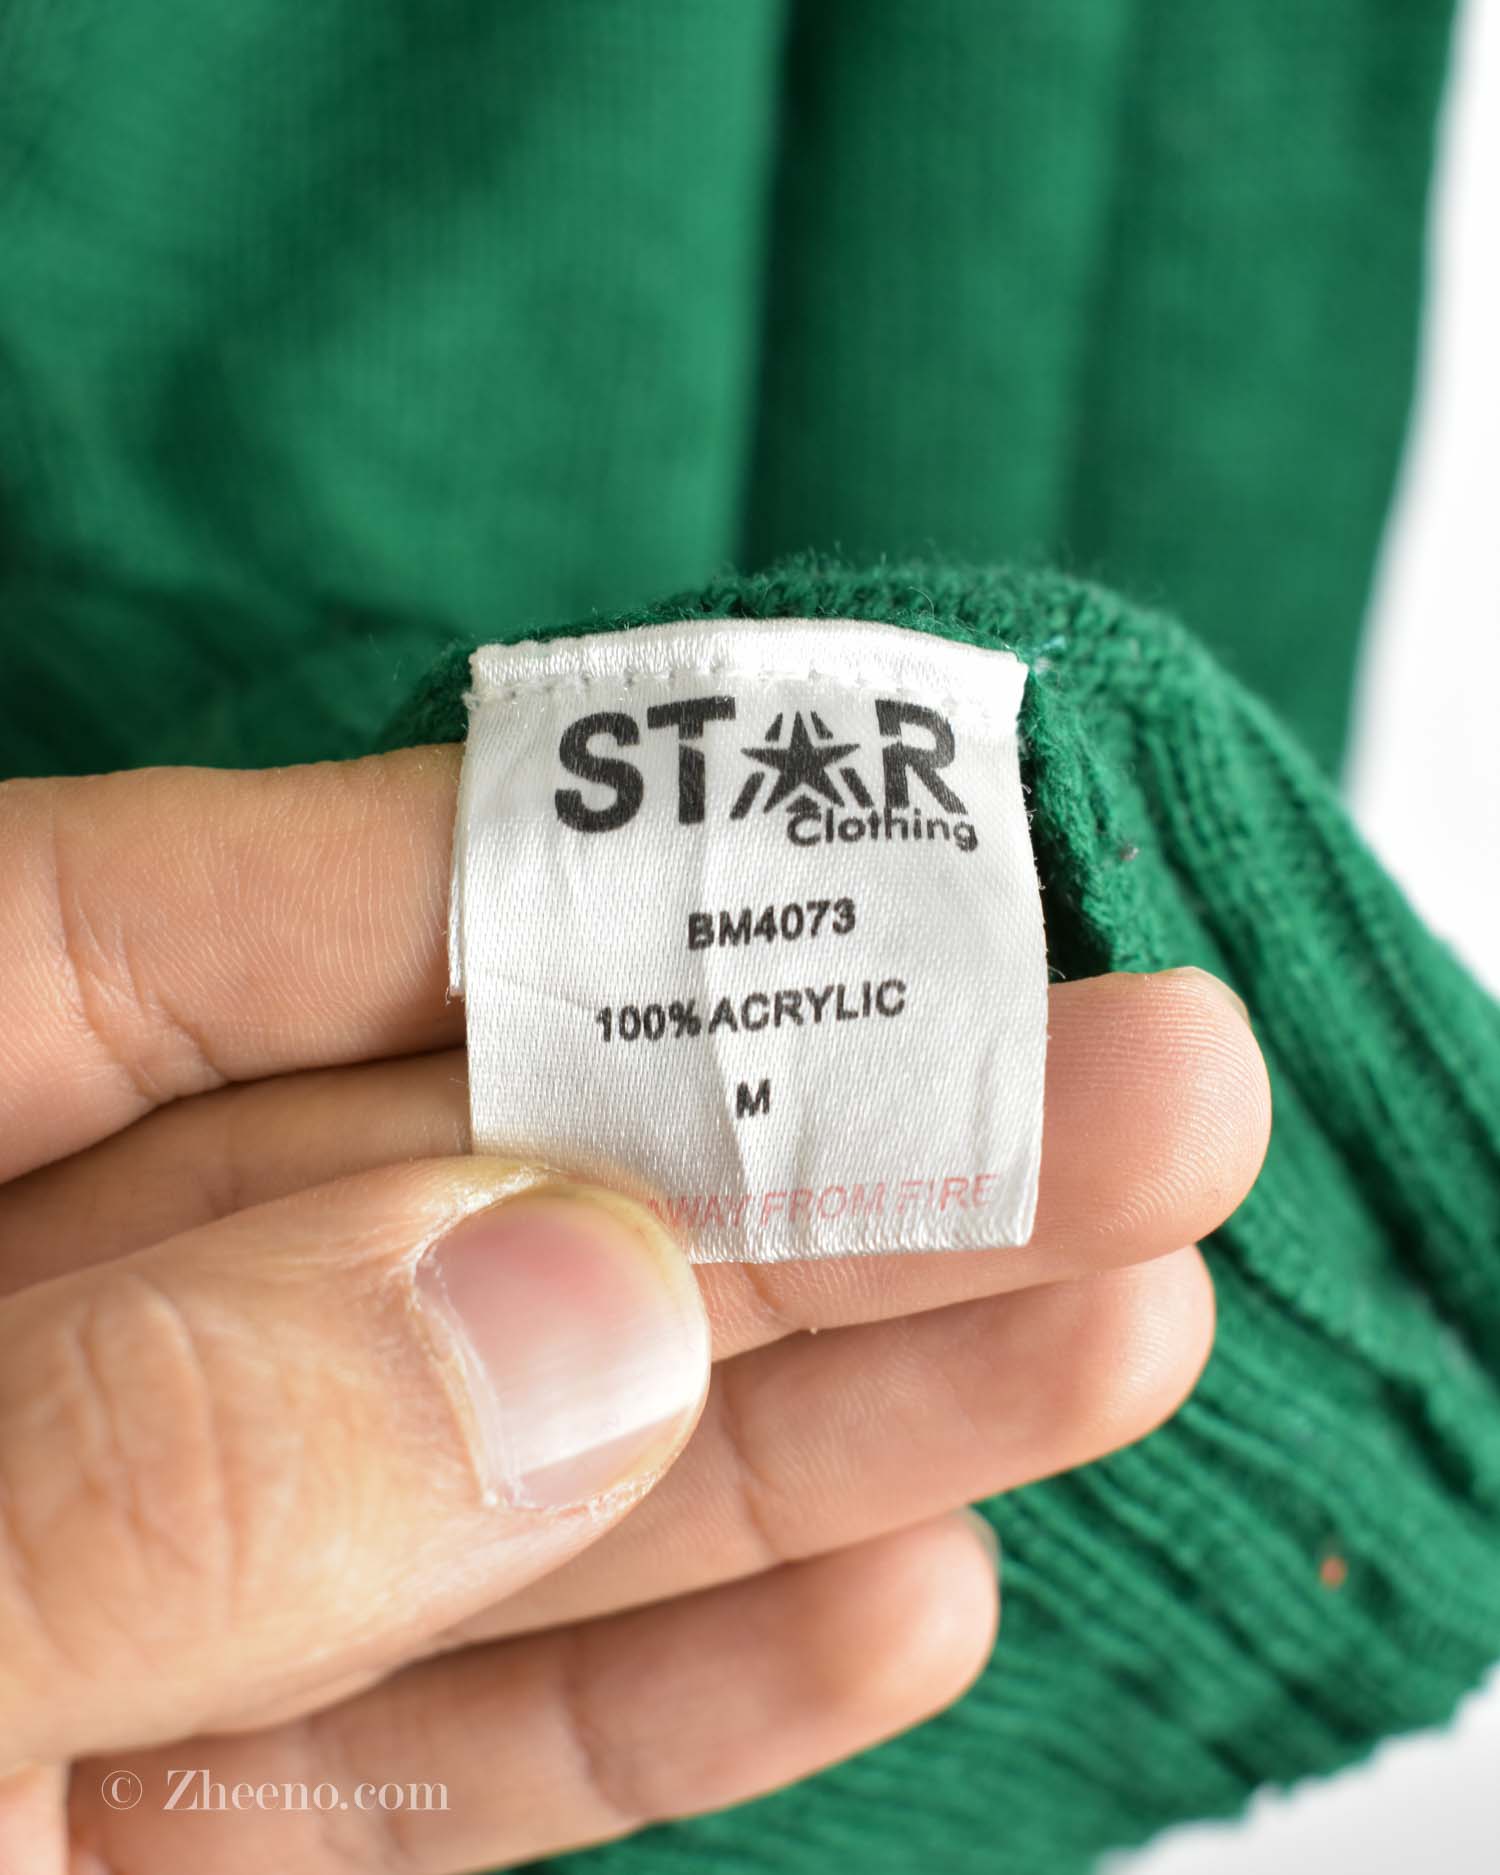 STAR
Clothing
BM4073
100% ACRYLIC
M
AWAY FROM FIRE
© Zheeno.com